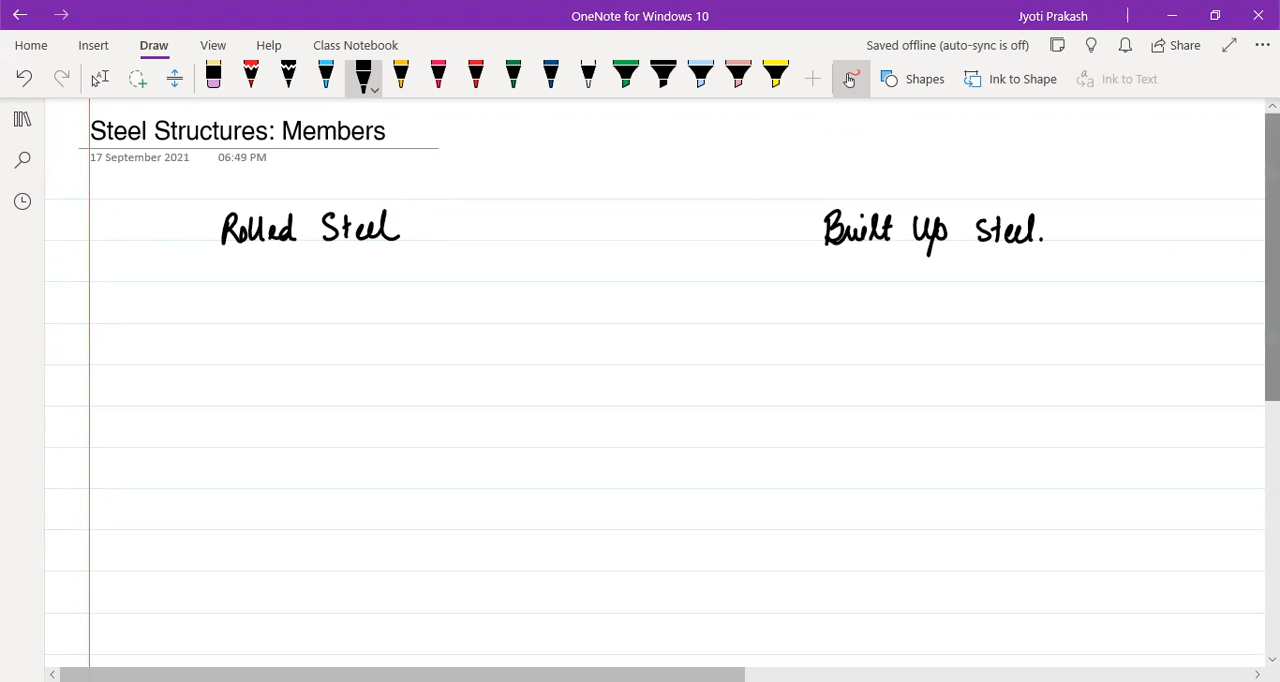 OneNote for Windows 10
Jyoti Prakash
Home Insert Draw View Help Class Notebook
Saved offline (auto-sync is off) Share
Shapes Ink to Shape Ink to Text
Steel Structures: Members
17 September 2021 06:49 PM
Rolled Steel Built Up Steel.